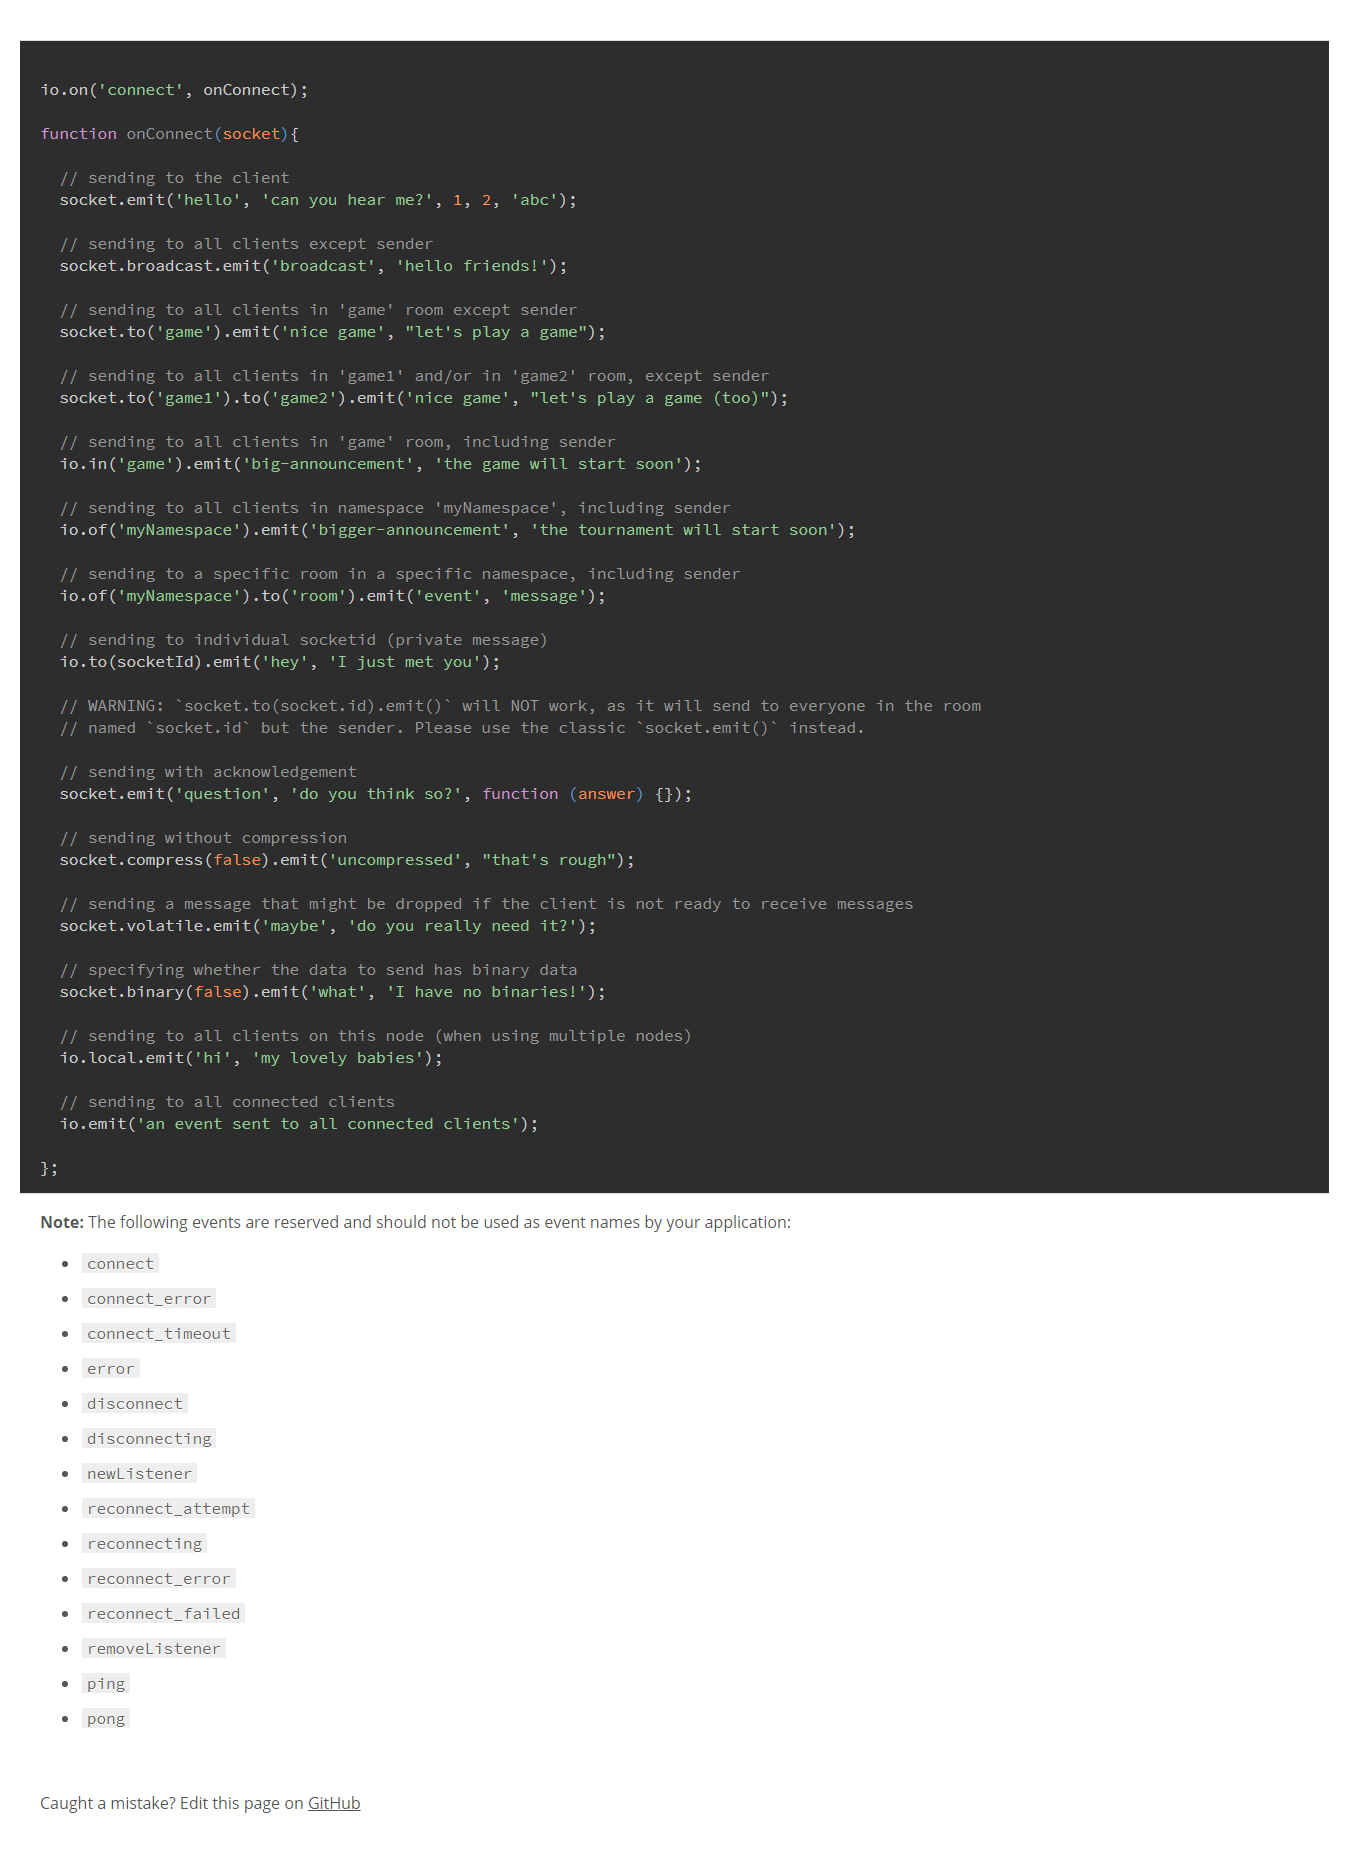 io.on('connect', onConnect);
function onConnect(socket){
// sending to the client
socket.emit('hello', 'can you hear me?', 1, 2, 'abc');
// sending to all clients except sender
socket.broadcast.emit('broadcast', 'hello friends!');
// sending to all clients in 'game' room except sender
socket.to('game').emit('nice game', "let's play a game");
// sending to all clients in 'game1' and/or in 'game2' room, except sender
socket.to('game1').to('game2').emit('nice game', "let's play a game (too)");
// sending to all clients in 'game' room, including sender
io.in('game').emit('big-announcement', 'the game will start soon');
// sending to all clients in namespace 'myNamespace', including sender
io.of('myNamespace').emit('bigger-announcement', 'the tournament will start soon');
// sending to a specific room in a specific namespace, including sender
io.of('myNamespace').to('room').emit('event', 'message');
// sending to individual socketid (private message)
io.to(socketId).emit('hey', 'I just met you');
// WARNING: `socket.to(socket.id).emit()` will NOT work, as it will send to everyone in the room
// named `socket.id` but the sender. Please use the classic `socket.emit()` instead.
// sending with acknowledgement
socket.emit('question', 'do you think so?', function (answer) {});
// sending without compression
socket.compress(false).emit('uncompressed', "that's rough");
// sending a message that might be dropped if the client is not ready to receive messages
socket.volatile.emit('maybe', 'do you really need it?');
// specifying whether the data to send has binary data
socket.binary(false).emit('what', 'I have no binaries!');
// sending to all clients on this node (when using multiple nodes)
io.local.emit('hi', 'my lovely babies');
// sending to all connected clients
io.emit('an event sent to all connected clients');
};
Note: The following events are reserved and should not be used as event names by your application:
connect
connect_error
connect_timeout
error
disconnect
disconnecting
newListener
reconnect_attempt
reconnecting
reconnect_error
reconnect_failed
removeListener
ping
pong
Caught a mistake? Edit this page on GitHub